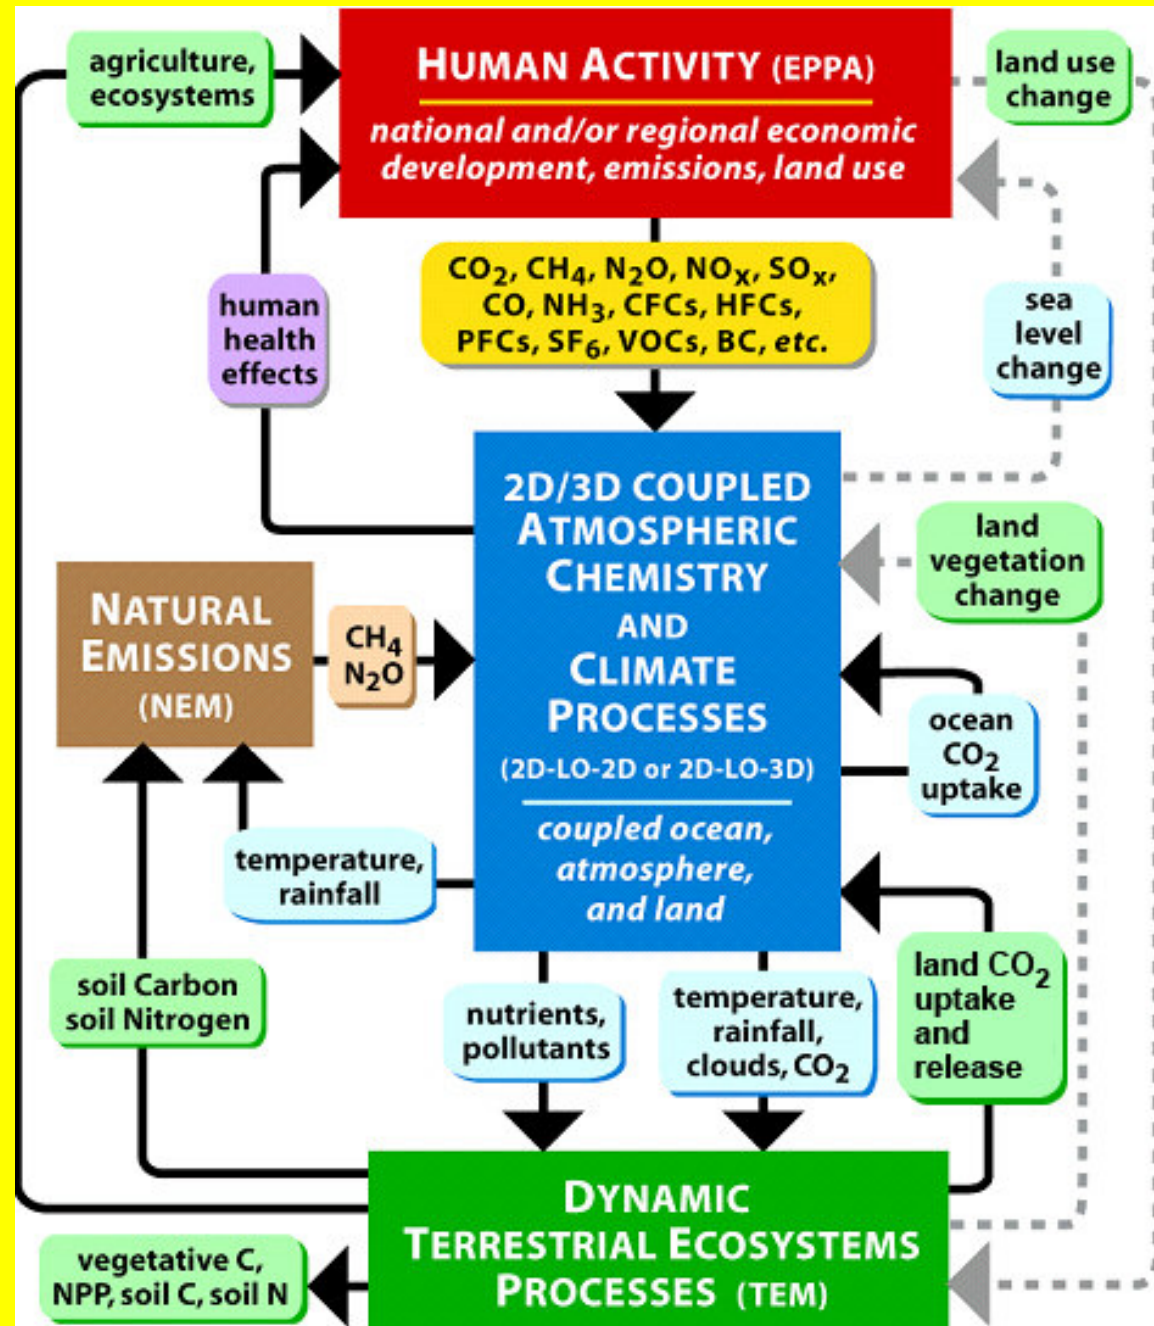 agriculture,
ecosystems
HUMAN ACTIVITY (EPPA)
national and/or regional economic
development, emissions, land use
land use
change
CO2, CH4, N2O, NOx, SOx,
CO, NH3, CFCs, HFCs,
PFCs, SF6, VOCs, BC, etc.
human
health
effects
sea
level
change
2D/3D COUPLED
ATMOSPHERIC
CHEMISTRY
AND
CLIMATE
PROCESSES
(2D-LO-2D or 2D-LO-3D)
coupled ocean,
atmosphere,
and land
land
vegetation
change
NATURAL
EMISSIONS
(NEM)
CH4
N2O
ocean
CO2
uptake
temperature,
rainfall
soil Carbon
soil Nitrogen
nutrients,
pollutants
temperature,
rainfall,
clouds, CO2
land CO2
uptake
and
release
DYNAMIC
TERRESTRIAL ECOSYSTEMS
PROCESSES (TEM)
vegetative C,
NPP, soil C, soil N